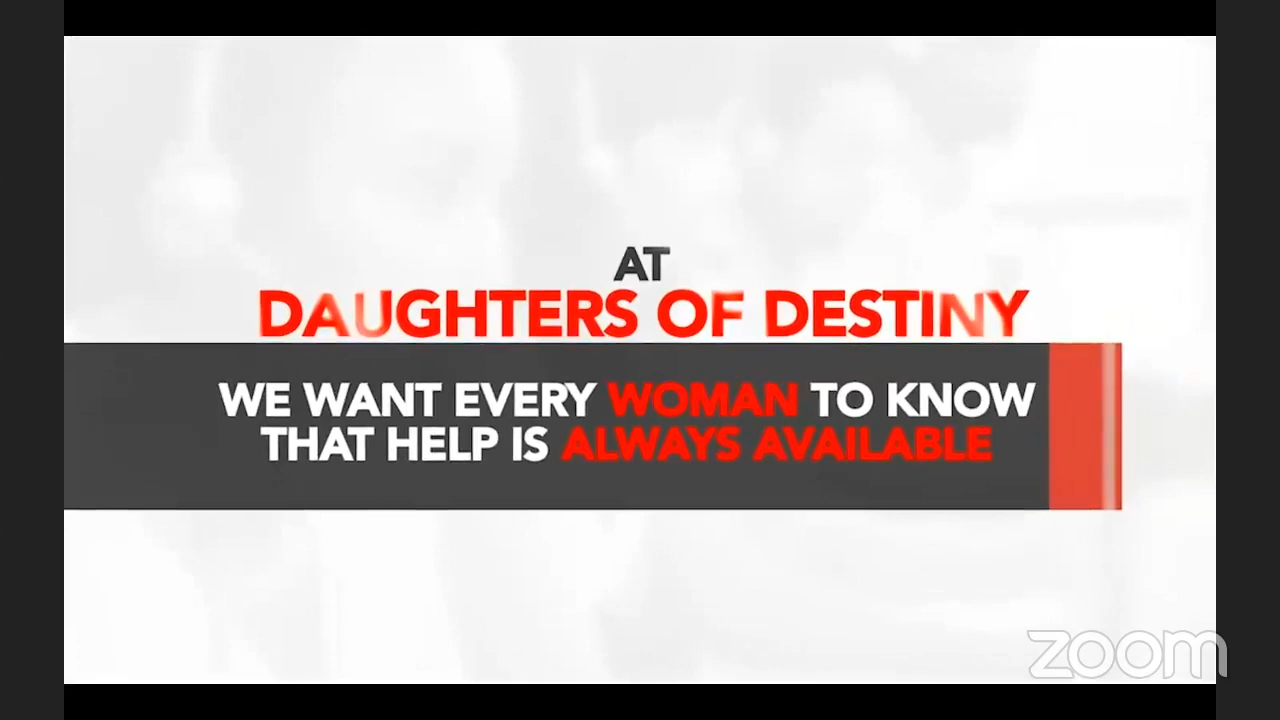 AT
DAUGHTERS OF DESTINY
WE WANT EVERY WOMAN TO KNOW
THAT HELP IS ALWAYS AVAILABLE
zoom